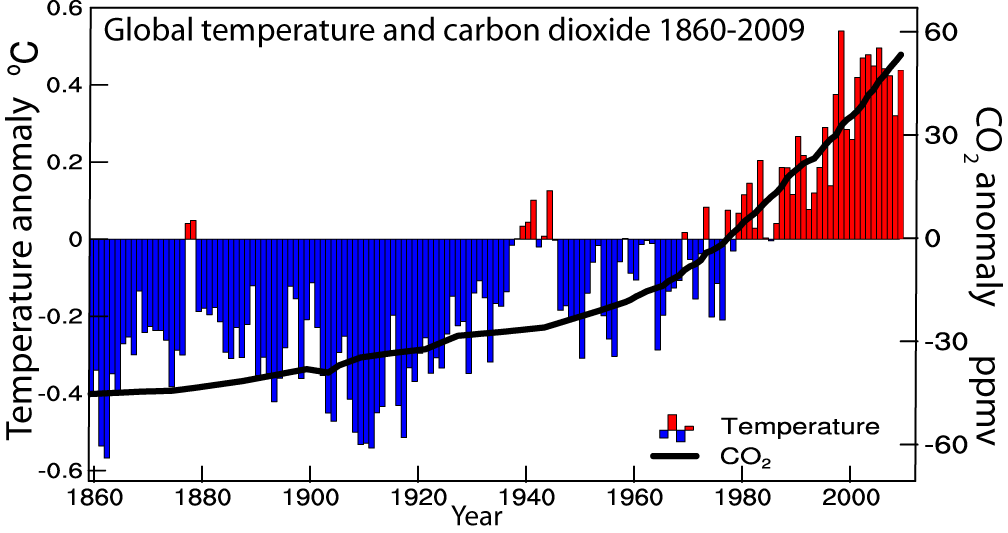 Global temperature and carbon dioxide 1860-2009
Temperature anomaly ºC
0.6
0.4
0.2
0
-0.2
-0.4
-0.6
60
30
0
-30
-60
CO2 anomaly ppmv
Temperature
CO2
1860 1880 1900 1920 1940 1960 1980 2000
Year